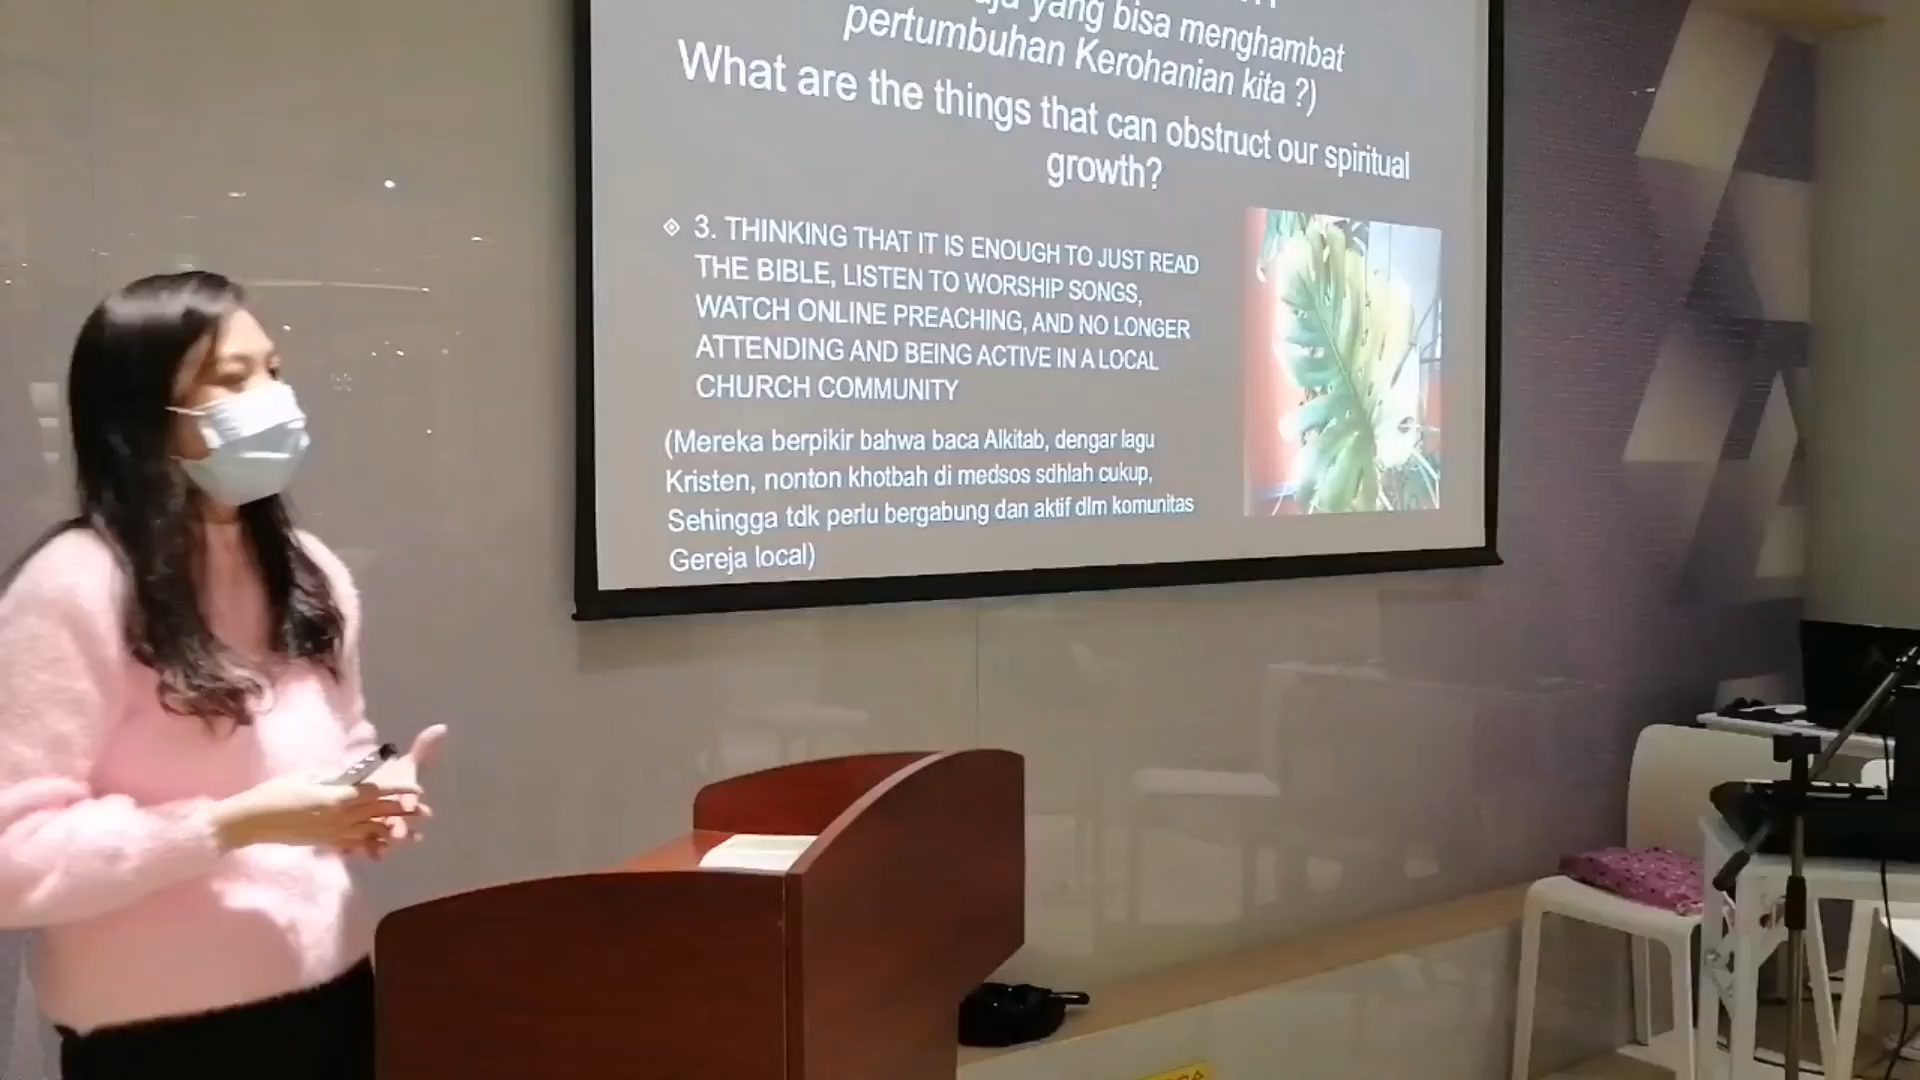 yang bisa menghambat
pertumbuhan Kerohanian kita ?)
What are the things that can obstruct our spiritual
growth?
3. THINKING THAT IT IS ENOUGH TO JUST READ
THE BIBLE, LISTEN TO WORSHIP SONGS,
WATCH ONLINE PREACHING, AND NO LONGER
ATTENDING AND BEING ACTIVE IN A LOCAL
CHURCH COMMUNITY
(Mereka berpikir bahwa baca Alkitab, dengar lagu
Kristen, nonton khotbah di medsos sdhlah cukup,
Sehingga tdk perlu bergabung dan aktif dlm komunitas
Gereja local)